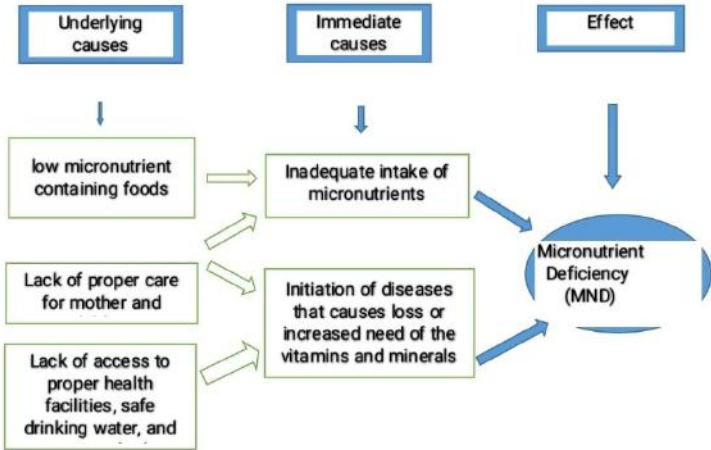 Underlying
causes
Immediate
causes
Effect
low micronutrient
containing foods
Inadequate intake of
micronutrients
Lack of proper care
for mother and
Initiation of diseases
that causes loss or
increased need of the
vitamins and minerals
Micronutrient
Deficiency
(MND)
Lack of access to
proper health
facilities, safe
drinking water, and